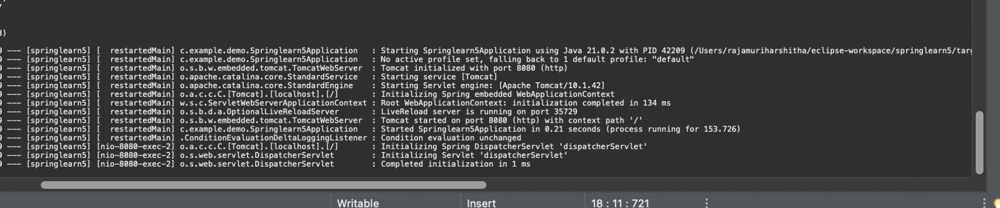 3)
9 --- [springlearn5] [  restartedMain] c.example.demo.Springlearn5Application   : Starting Springlearn5Application using Java 21.0.2 with PID 42209 (/Users/rajamuriharshitha/eclipse-workspace/springlearn5/targ
9 --- [springlearn5] [  restartedMain] c.example.demo.Springlearn5Application   : No active profile set, falling back to 1 default profile: "default"
9 --- [springlearn5] [  restartedMain] o.s.b.w.embedded.tomcat.TomcatWebServer  : Tomcat initialized with port 8080 (http)
9 --- [springlearn5] [  restartedMain] o.apache.catalina.core.StandardService   : Starting service [Tomcat]
9 --- [springlearn5] [  restartedMain] o.apache.catalina.core.StandardEngine    : Starting Servlet engine: [Apache Tomcat/10.1.42]
9 --- [springlearn5] [  restartedMain] o.a.c.c.C.[Tomcat].[localhost].[/]       : Initializing Spring embedded WebApplicationContext
9 --- [springlearn5] [  restartedMain] w.s.c.ServletWebServerApplicationContext : Root WebApplicationContext: initialization completed in 134 ms
9 --- [springlearn5] [  restartedMain] o.s.b.d.a.OptionalLiveReloadServer       : LiveReload server is running on port 35729
9 --- [springlearn5] [  restartedMain] o.s.b.w.embedded.tomcat.TomcatWebServer  : Tomcat started on port 8080 (http) with context path '/'
9 --- [springlearn5] [  restartedMain] c.example.demo.Springlearn5Application   : Started Springlearn5Application in 0.21 seconds (process running for 153.726)
9 --- [springlearn5] [  restartedMain] .ConditionEvaluationDeltaLoggingListener : Condition evaluation unchanged
9 --- [springlearn5] [nio-8080-exec-2] o.a.c.c.C.[Tomcat].[localhost].[/]       : Initializing Spring DispatcherServlet 'dispatcherServlet'
9 --- [springlearn5] [nio-8080-exec-2] o.s.web.servlet.DispatcherServlet        : Initializing Servlet 'dispatcherServlet'
9 --- [springlearn5] [nio-8080-exec-2] o.s.web.servlet.DispatcherServlet        : Completed initialization in 1 ms
Writable Insert 18 : 11 : 721